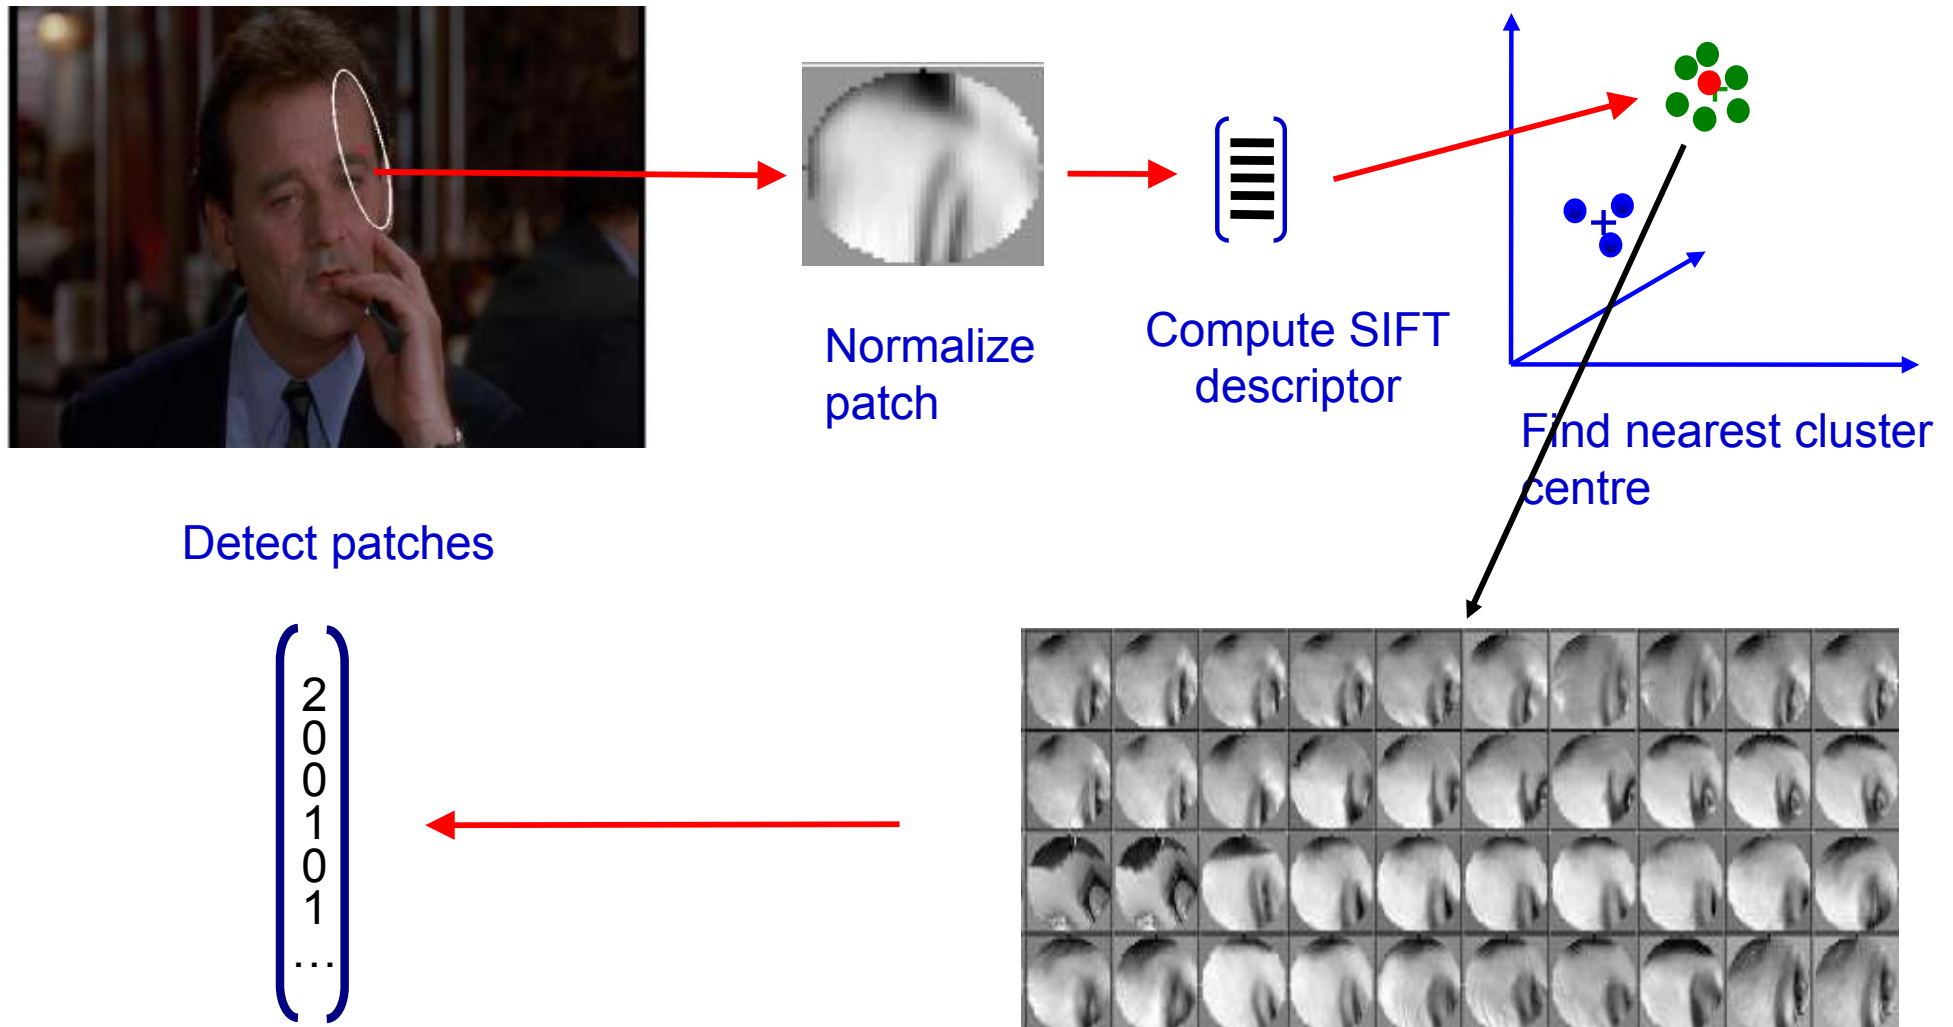 Normalize
patch
Compute SIFT
descriptor
Find nearest cluster
centre
Detect patches
2
0
0
1
0
1
...